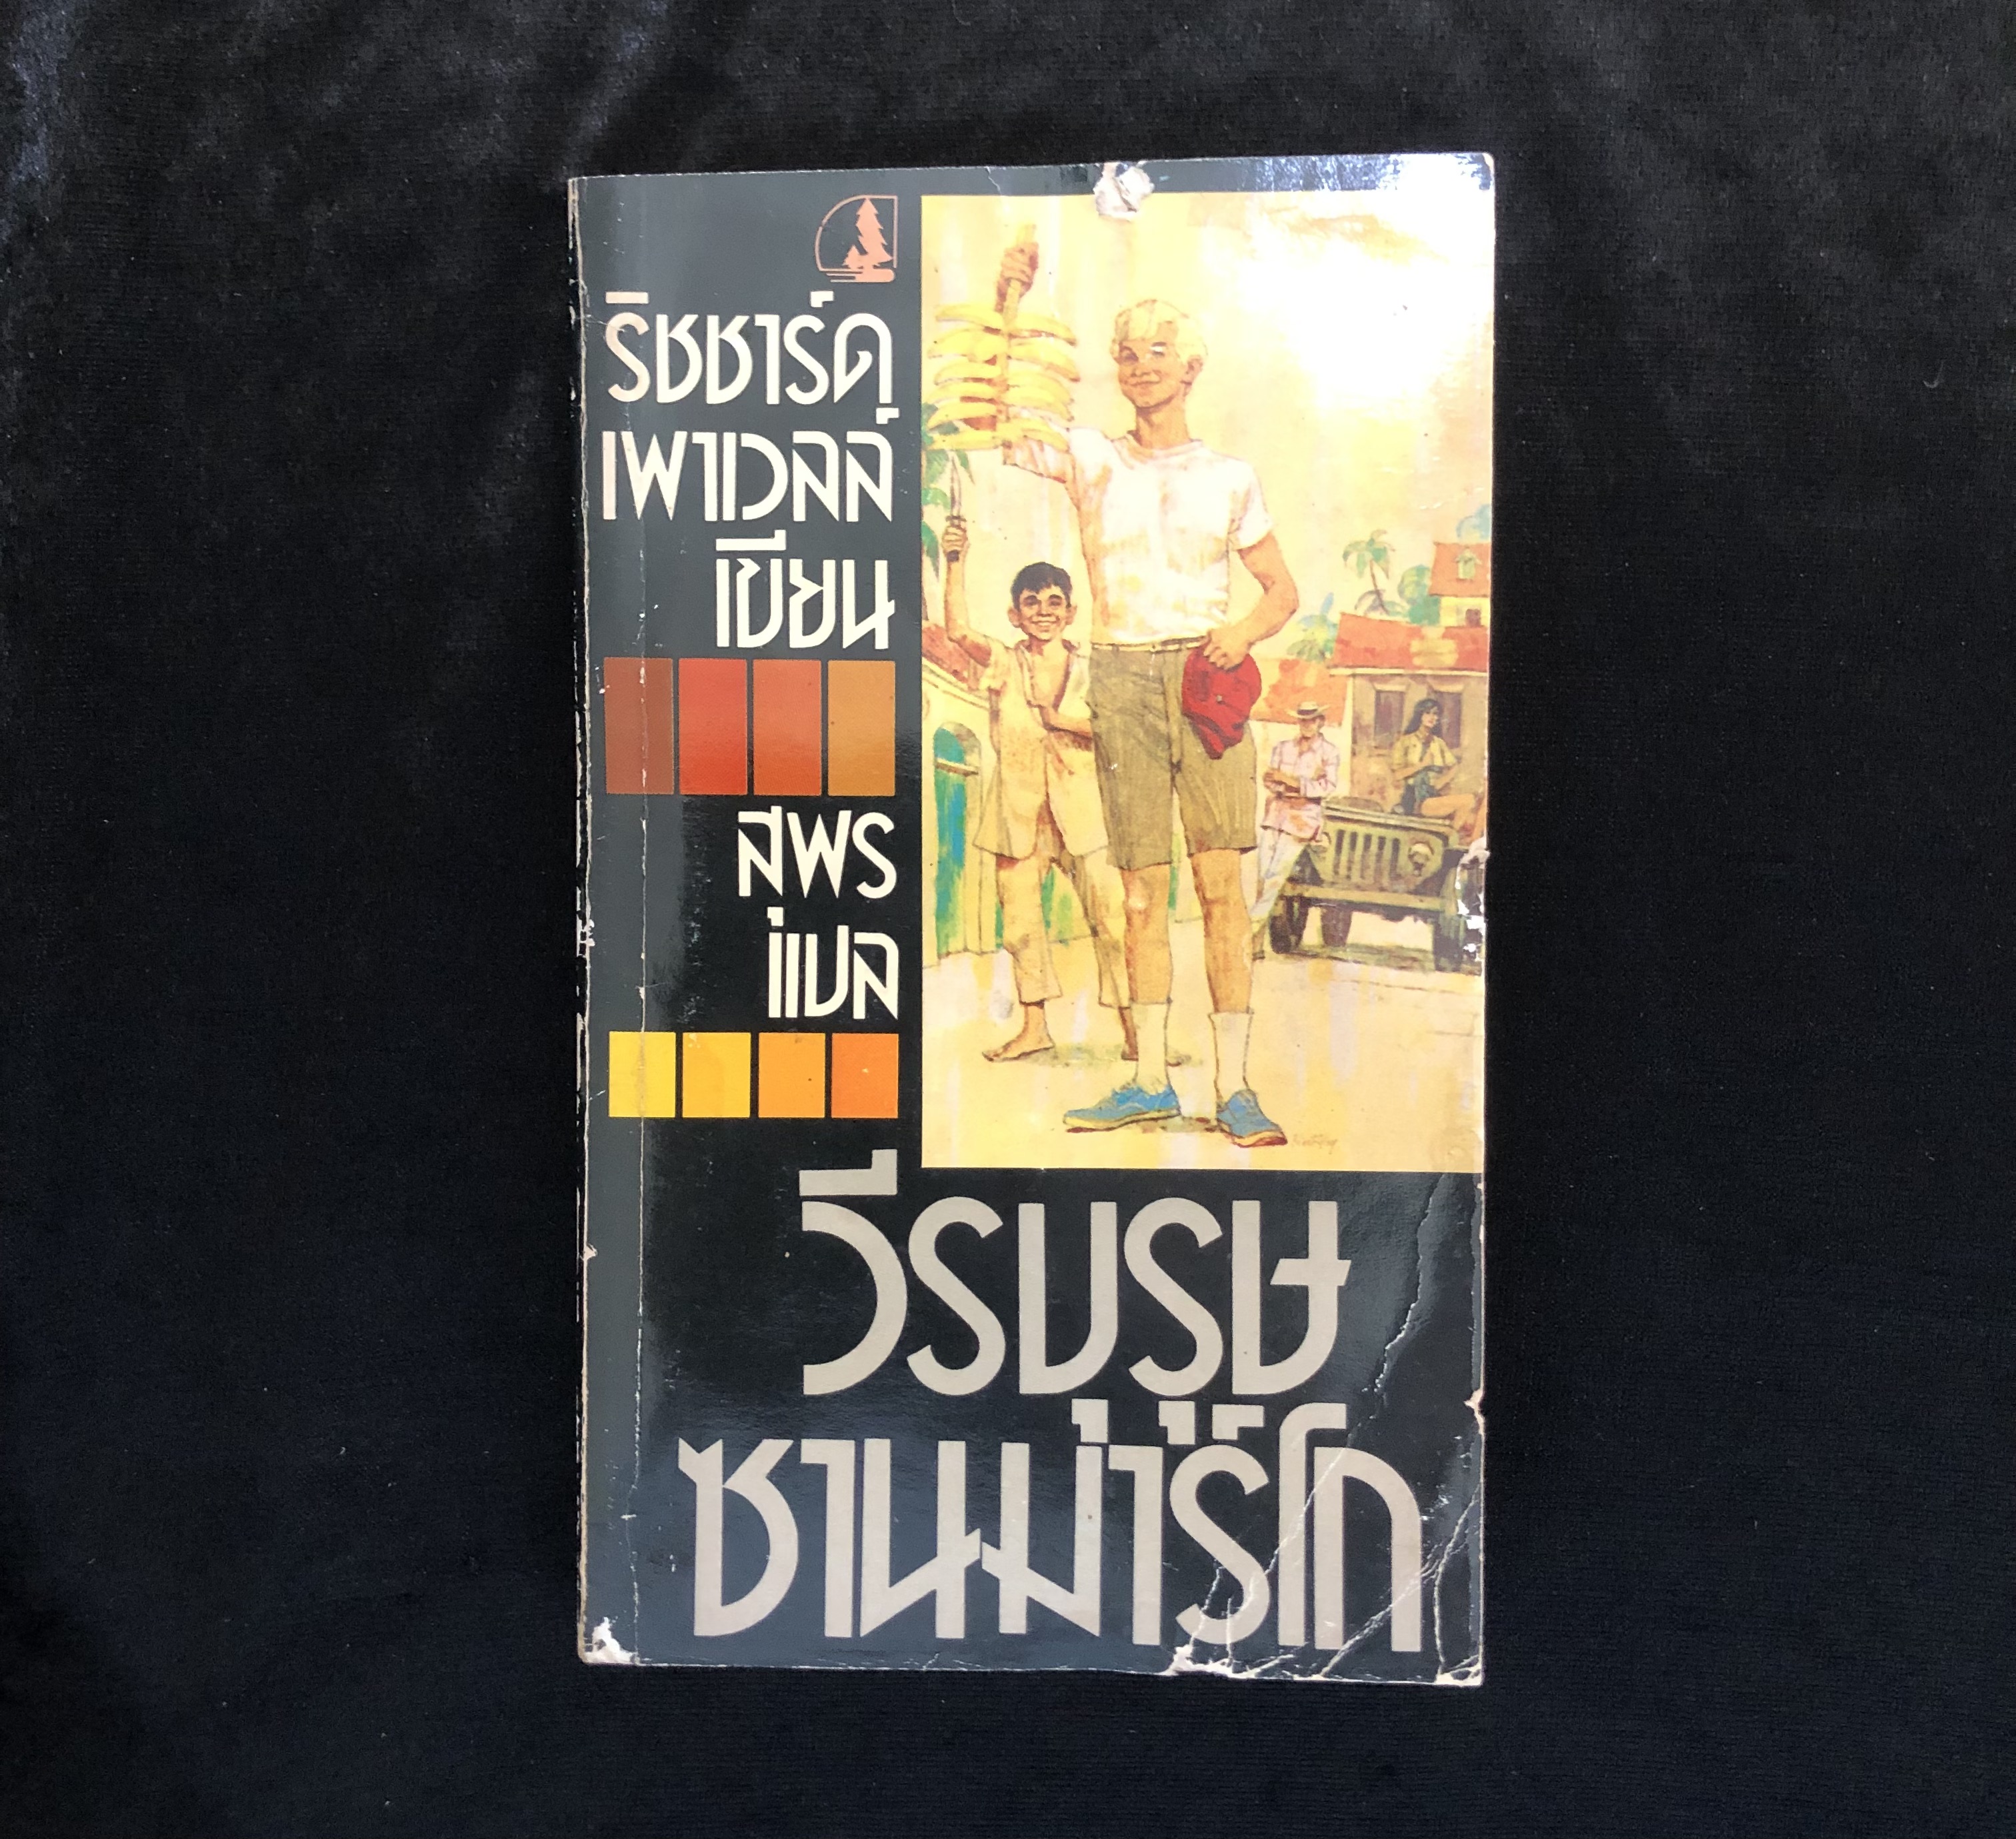 ริชชาร์ด
เพาเวลล์
เขียน
สุพร
แปล
วีรบุรุษ
ซานมาร์โก